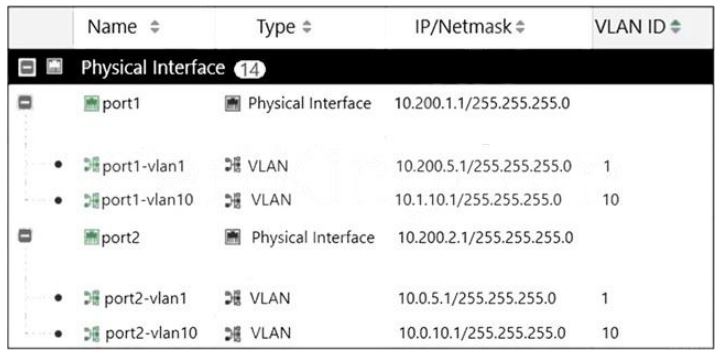 Name Type IP/Netmask VLAN ID
Physical Interface 14
port1 Physical Interface 10.200.1.1/255.255.255.0
port1-vlan1 VLAN 10.200.5.1/255.255.255.0 1
port1-vlan10 VLAN 10.1.10.1/255.255.255.0 10
port2 Physical Interface 10.200.2.1/255.255.255.0
port2-vlan1 VLAN 10.0.5.1/255.255.255.0 1
port2-vlan10 VLAN 10.0.10.1/255.255.255.0 10